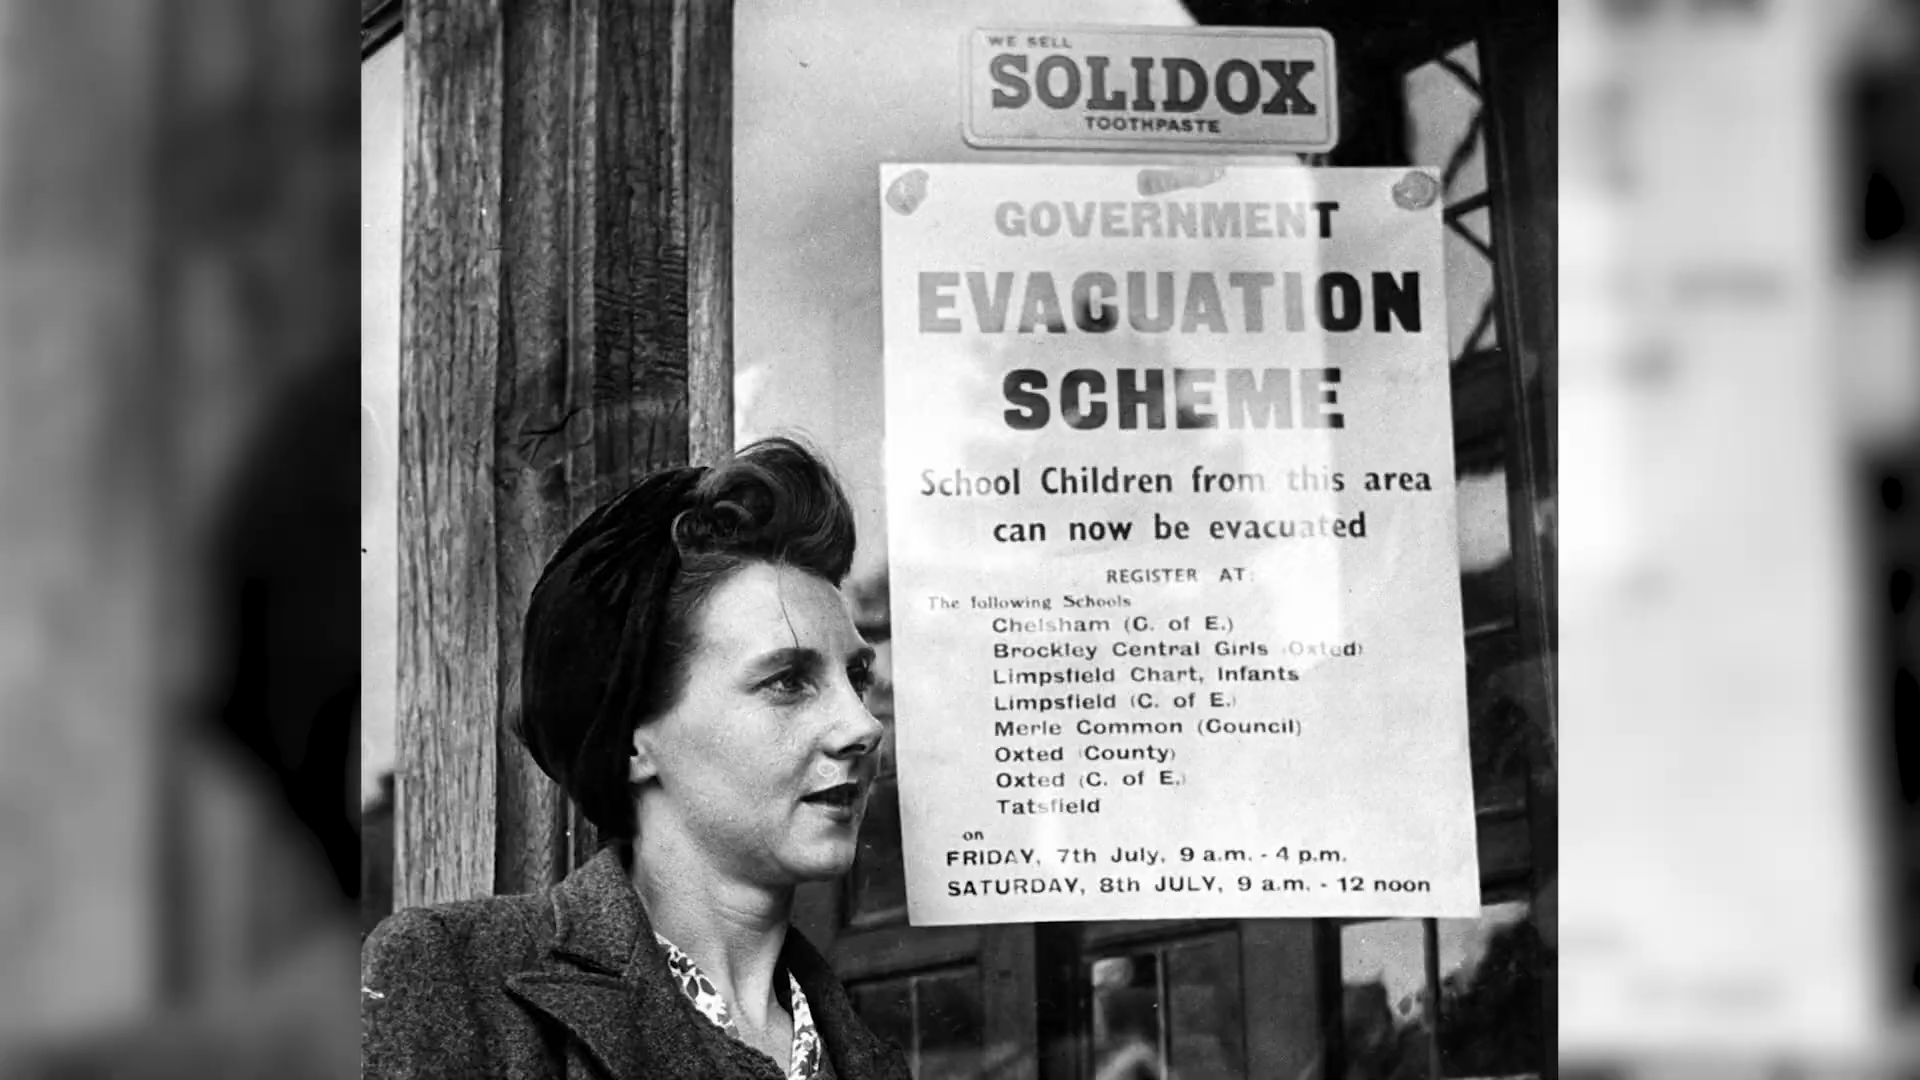 WE SELL
SOLIDOX
TOOTHPASTE
GOVERNMENT
EVACUATION
SCHEME
School Children from this area
can now be evacuated
REGISTER AT:
The following Schools
Chelsham (C. of E.)
Brockley Central Girls (Oxted)
Limpsfield Chart, Infants
Limpsfield (C. of E.)
Merle Common (Council)
Oxted (County)
Oxted (C. of E.)
Tatsfield
on
FRIDAY, 7th July, 9 a.m. - 4 p.m.
SATURDAY, 8th JULY, 9 a.m. - 12 noon